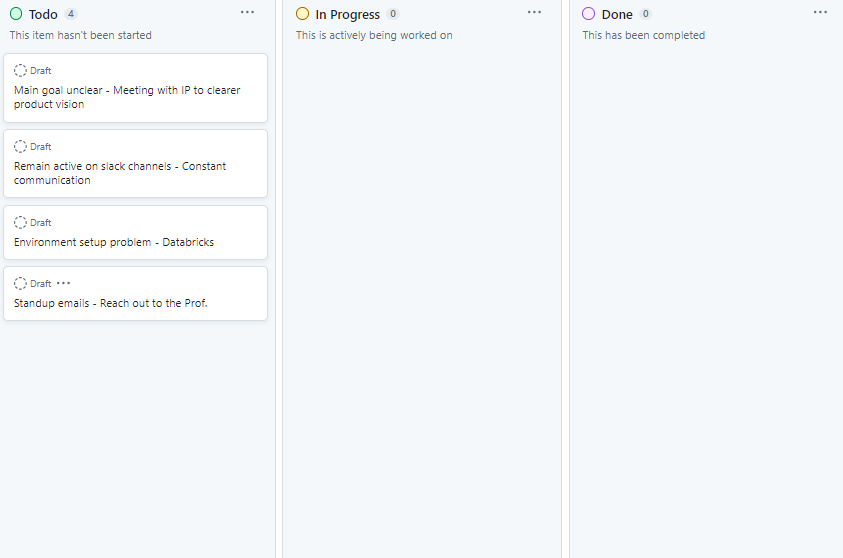 Todo 4
This item hasn't been started
Draft
Main goal unclear - Meeting with IP to clearer
product vision
Draft
Remain active on slack channels - Constant
communication
Draft
Environment setup problem - Databricks
Draft
Standup emails - Reach out to the Prof.
In Progress 0
This is actively being worked on
Done 0
This has been completed